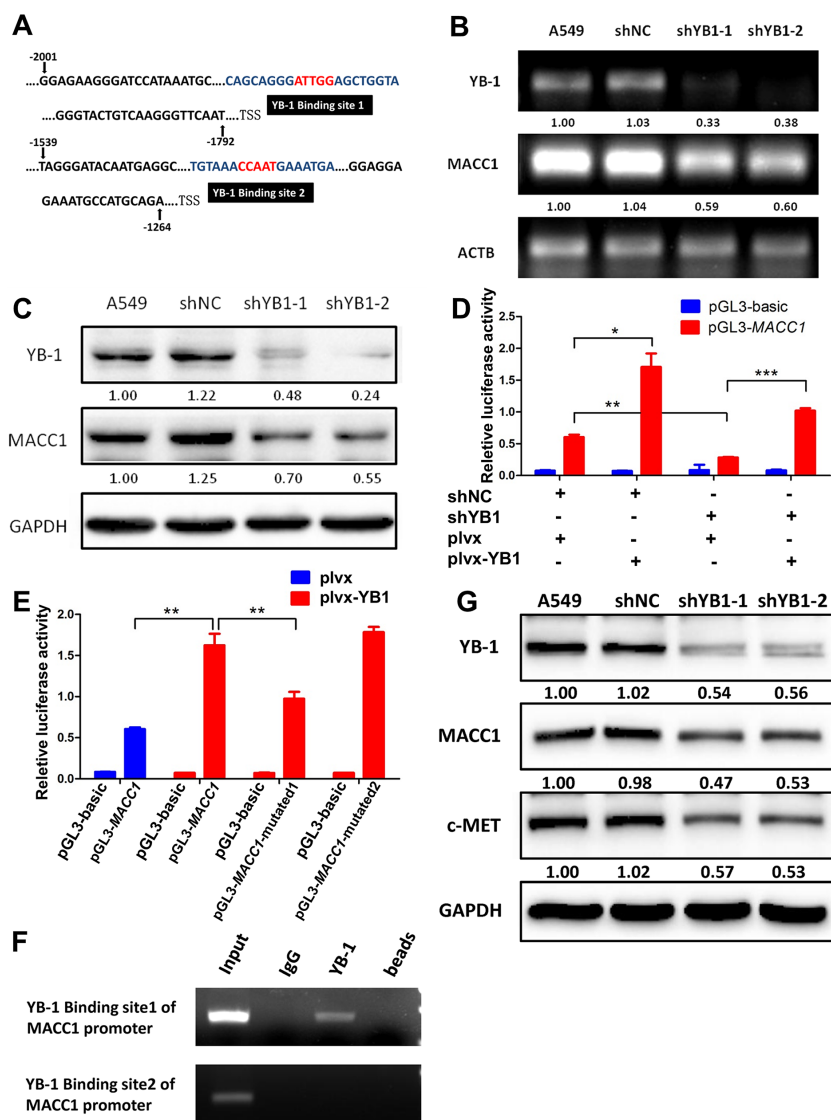 A
-2001
....GGAGAAGGGATCCATAAATGC....CAGCAGGGATTGGAGCTGGTA
YB-1 Binding site 1
....GGGTACTGTCAAGGGTTCAAT....TSS
-1539
-1792
....TAGGGATACAATGAGGC....TGTAAACCAATGAAATGA....GGAGGA
GAAATGCCATGCAGA....TSS
YB-1 Binding site 2
-1264
B
A549 shNC shYB1-1 shYB1-2
YB-1
1.00 1.03 0.33 0.38
MACC1
1.00 1.04 0.59 0.60
ACTB
C
A549 shNC shYB1-1 shYB1-2
YB-1
1.00 1.22 0.48 0.24
MACC1
1.00 1.25 0.70 0.55
GAPDH
D
pGL3-basic
pGL3-MACC1
Reletive luciferase activity
2.5
2.0
1.5
1.0
0.5
0.0
*
**
***
shNC + + - -
shYB1 - - + +
plvx + - + -
plvx-YB1 - + - +
E
plvx
plvx-YB1
Reletive luciferase activity
2.0
1.5
1.0
0.5
0.0
**
**
pGL3-basic
pGL3-MACC1
pGL3-basic
pGL3-MACC1
pGL3-basic
pGL3-MACC1-mutated1
pGL3-basic
pGL3-MACC1-mutated2
G
A549 shNC shYB1-1 shYB1-2
YB-1
1.00 1.02 0.54 0.56
MACC1
1.00 0.98 0.47 0.53
c-MET
1.00 1.02 0.57 0.53
GAPDH
F
Input IgG YB-1 beads
YB-1 Binding site1 of
MACC1 promoter
YB-1 Binding site2 of
MACC1 promoter